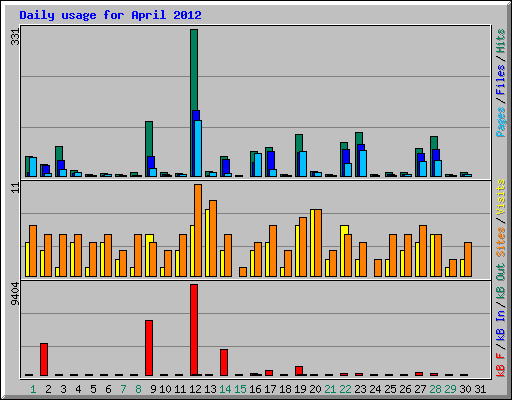 Daily usage for April 2012
331
Pages / Files / Hits
11
Sites / Visits
9404
kB F / kB In / kB Out
1 2 3 4 5 6 7 8 9 10 11 12 13 14 15 16 17 18 19 20 21 22 23 24 25 26 27 28 29 30 31